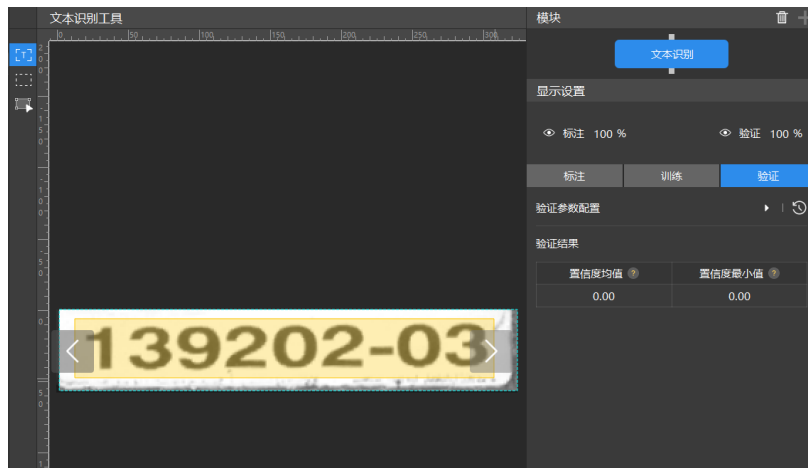 文本识别工具
模块
0 50 100 150 200 250 300
文本识别
显示设置
标注 100 %
验证 100 %
标注 训练 验证
验证参数配置
验证结果
置信度均值 ? 置信度最小值 ?
0.00 0.00
139202-03